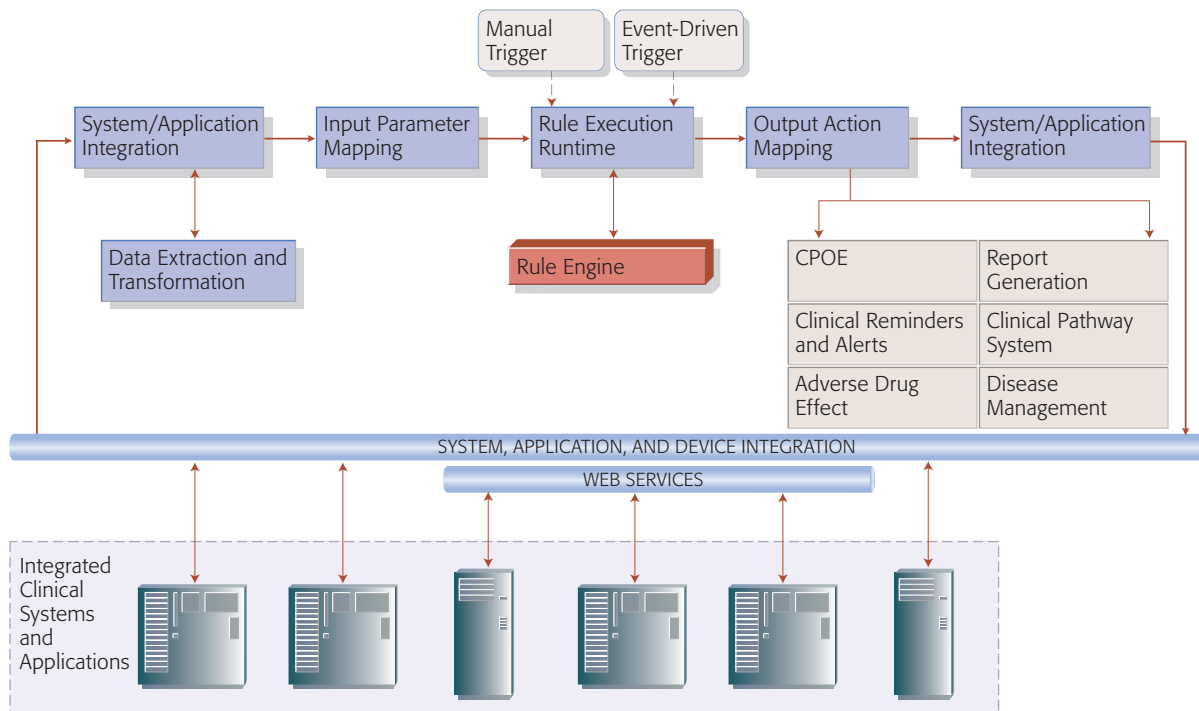 Manual
Trigger
Event-Driven
Trigger
System/Application
Integration
Input Parameter
Mapping
Rule Execution
Runtime
Output Action
Mapping
System/Application
Integration
Data Extraction and
Transformation
Rule Engine
CPOE
Report
Generation
Clinical Reminders
and Alerts
Clinical Pathway
System
Adverse Drug
Effect
Disease
Management
SYSTEM, APPLICATION, AND DEVICE INTEGRATION
WEB SERVICES
Integrated
Clinical
Systems
and
Applications